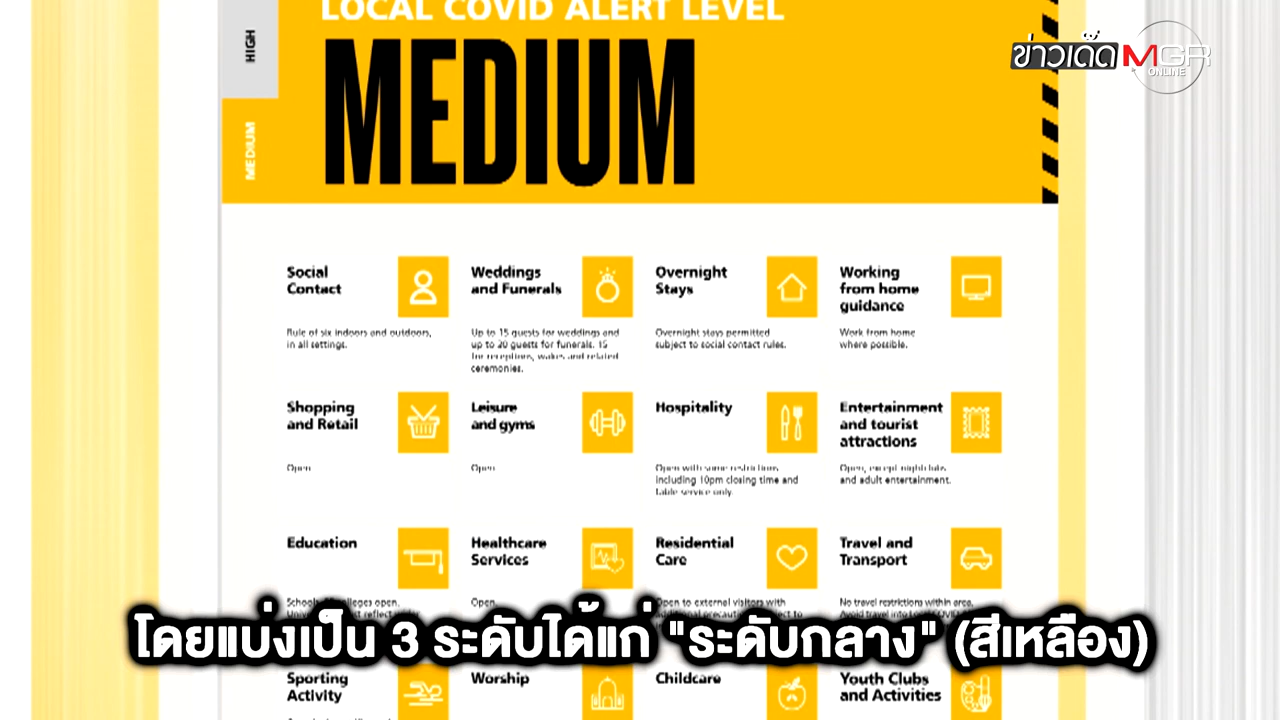 LOCAL COVID ALERT LEVEL
HIGH
MEDIUM
MEDIUM
ข่าวเด็ด MGR
ONLINE
Social
Contact
Rule of six indoors and outdoors,
in all settings.
Weddings
and Funerals
Up to 15 guests for weddings and
up to 20 guests for funerals. 15
for receptions, wakes and related
ceremonies.
Overnight
Stays
Overnight stays permitted
subject to social contact rules.
Working
from home
guidance
Work from home
where possible.
Shopping
and Retail
Open
Leisure
and gyms
Open
Hospitality
Open with some restrictions
including 10pm closing time and
table service only.
Entertainment
and tourist
attractions
Open, except nightclubs
and adult entertainment.
Education
Schools, colleges open.
Healthcare
Services
Open
Residential
Care
Open to external visitors with
Travel and
Transport
No travel restrictions within area.
โดยแบ่งเป็น 3 ระดับได้แก่ "ระดับกลาง" (สีเหลือง)
Sporting
Activity
Worship
Childcare
Youth Clubs
and Activities